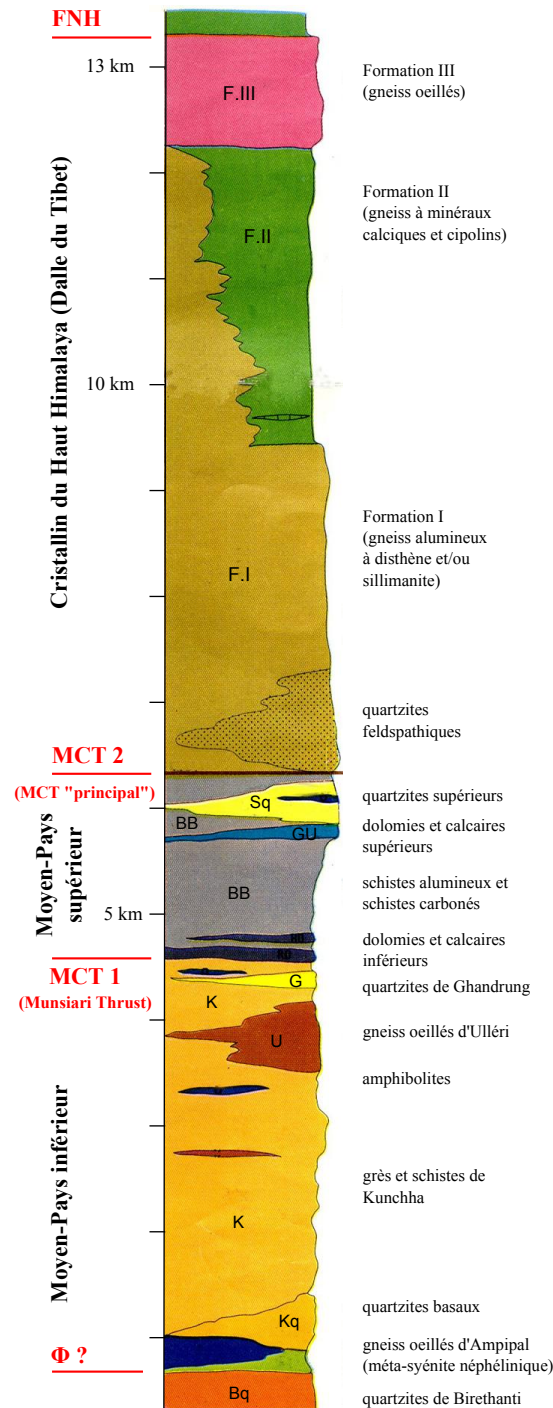 FNH
13 km
F.III
Formation III
(gneiss oeillés)
Formation II
(gneiss à minéraux
calciques et cipolins)
F.II
10 km
Cristallin du Haut Himalaya (Dalle du Tibet)
Formation I
(gneiss alumineux
à disthène et/ou
sillimanite)
F.I
quartzites
feldspathiques
MCT 2
(MCT "principal")
Sq
quartzites supérieurs
BB
GU
dolomies et calcaires
supérieurs
Moyen-Pays
supérieur
BB
schistes alumineux et
schistes carbonés
5 km
dolomies et calcaires
inférieurs
MCT 1
(Munsiari Thrust)
G
quartzites de Ghandrung
K
U
gneiss oeillés d'Ulléri
amphibolites
Moyen-Pays inférieur
grès et schistes de
Kunchha
K
quartzites basaux
Kq
Φ ?
gneiss oeillés d'Ampipal
(méta-syénite néphélinique)
Bq
quartzites de Birethanti